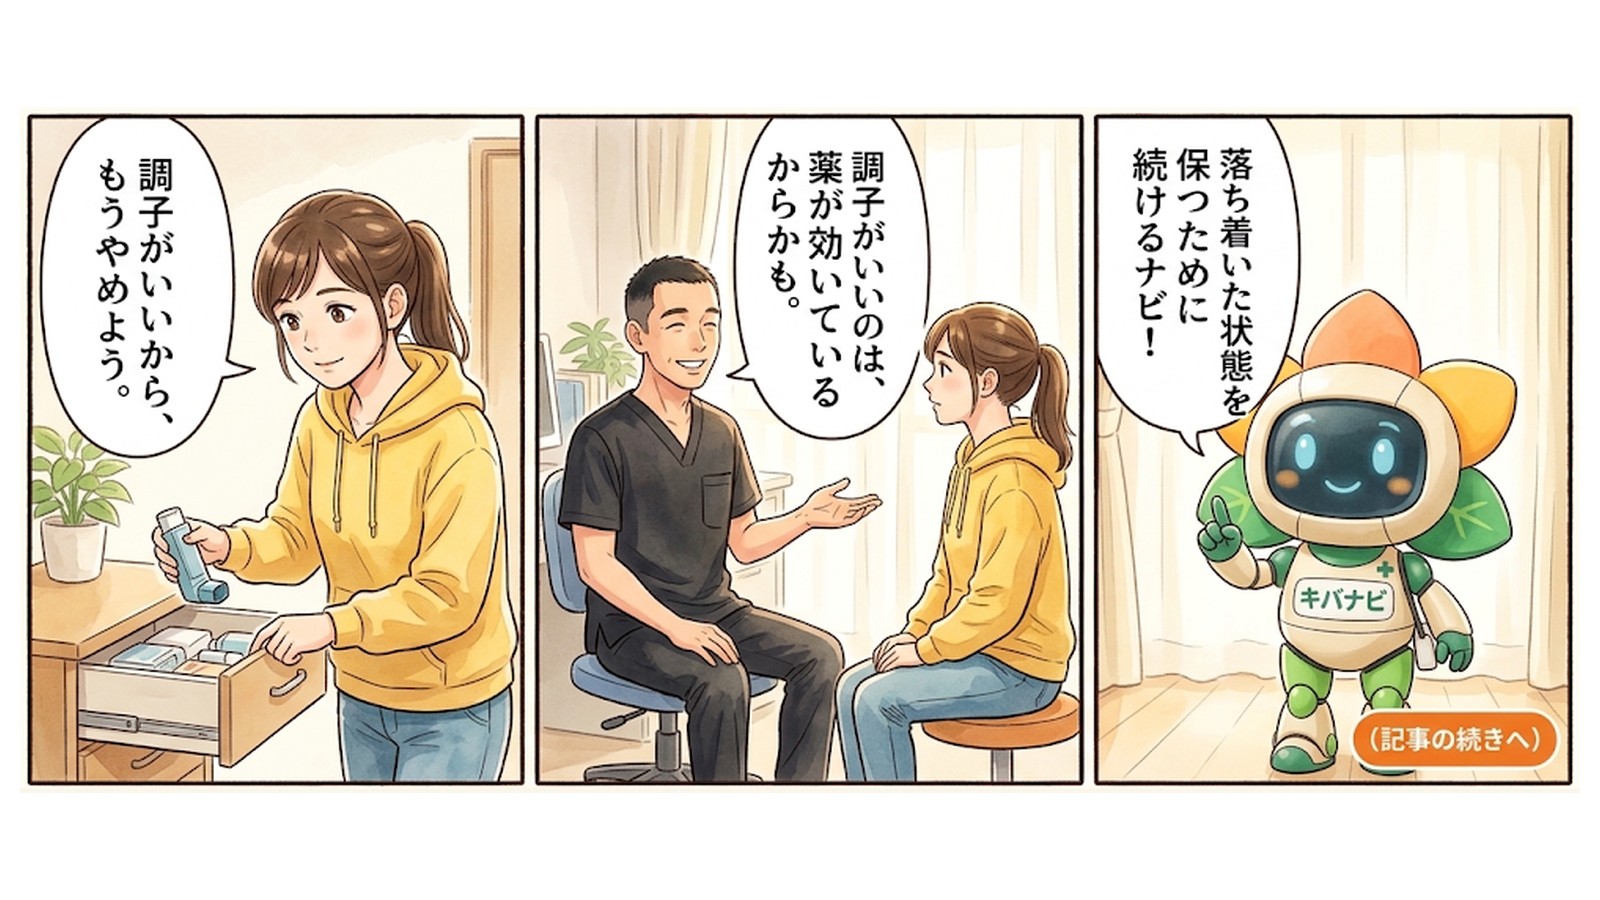 調子がいいから、
もうやめよう。
調子がいいのは、
薬が効いている
からかも。
落ち着いた状態を
保つために
続けるナビ！
キバナビ
（記事の続きへ）